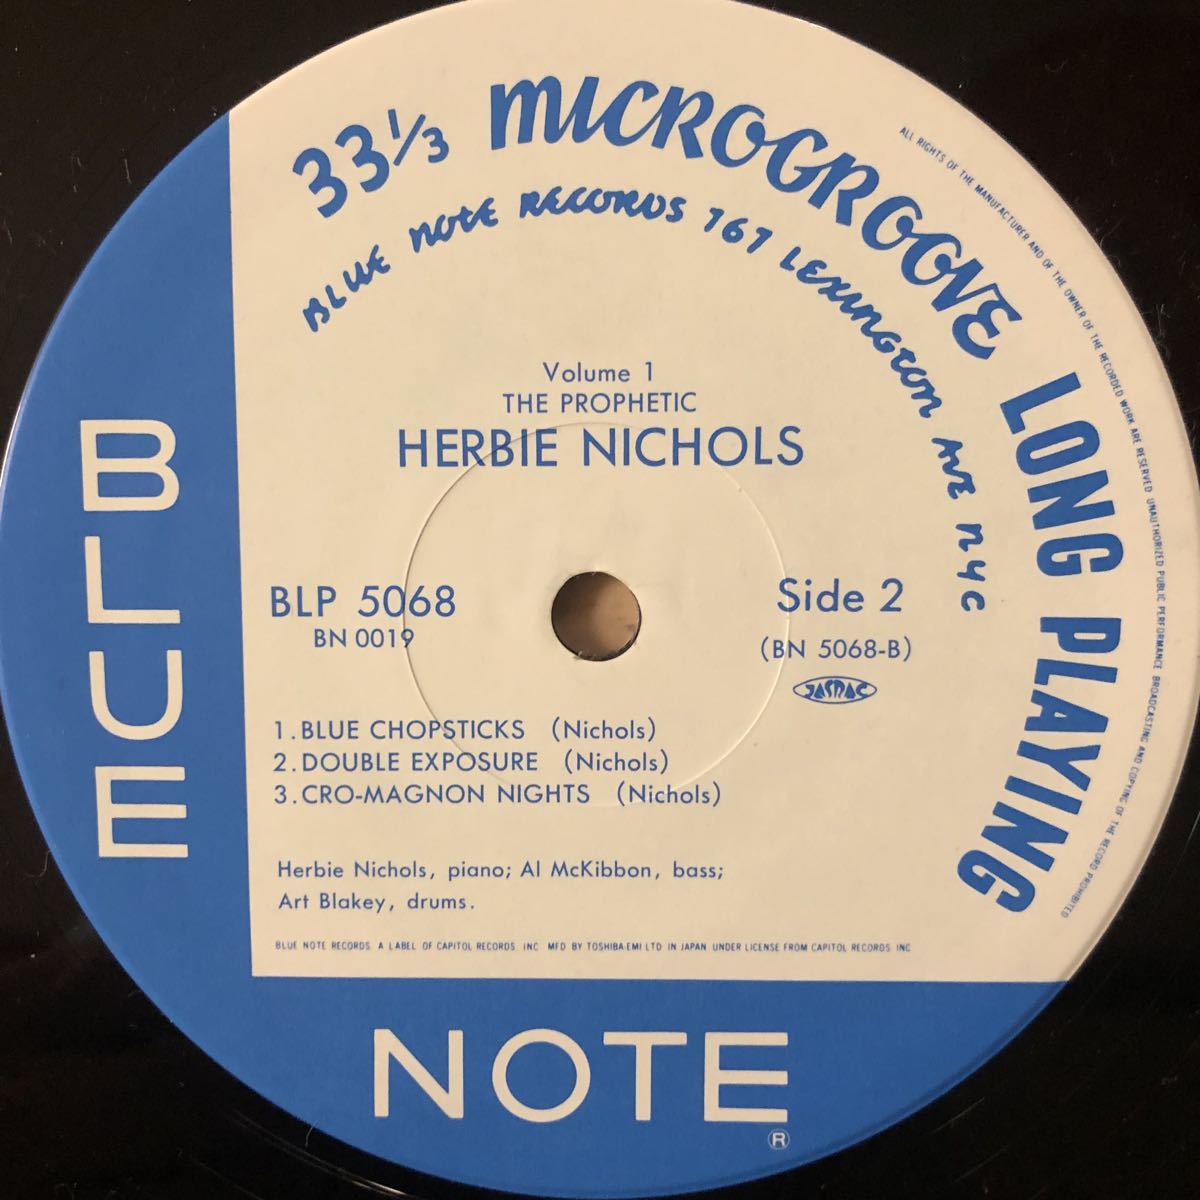 33⅓ MICROGROOVE LONG PLAYING
BLUE NOTE RECORDS 767 LEXINGTON AVE NYC
ALL RIGHTS OF THE MANUFACTURER AND OF THE OWNER OF THE RECORDED WORK ARE RESERVED UNAUTHORIZED PUBLIC PERFORMANCE BROADCASTING AND COPYING OF THE RECORD PROHIBITED
Volume 1
THE PROPHETIC
HERBIE NICHOLS
BLP 5068
BN 0019
Side 2
(BN 5068-B)
JASRAC
1. BLUE CHOPSTICKS (Nichols)
2. DOUBLE EXPOSURE (Nichols)
3. CRO-MAGNON NIGHTS (Nichols)
Herbie Nichols, piano; Al McKibbon, bass;
Art Blakey, drums.
BLUE NOTE RECORDS. A LABEL OF CAPITOL RECORDS. INC MFD BY TOSHIBA-EMI LTD IN JAPAN UNDER LICENSE FROM CAPITOL RECORDS INC
BLUE
NOTE
®